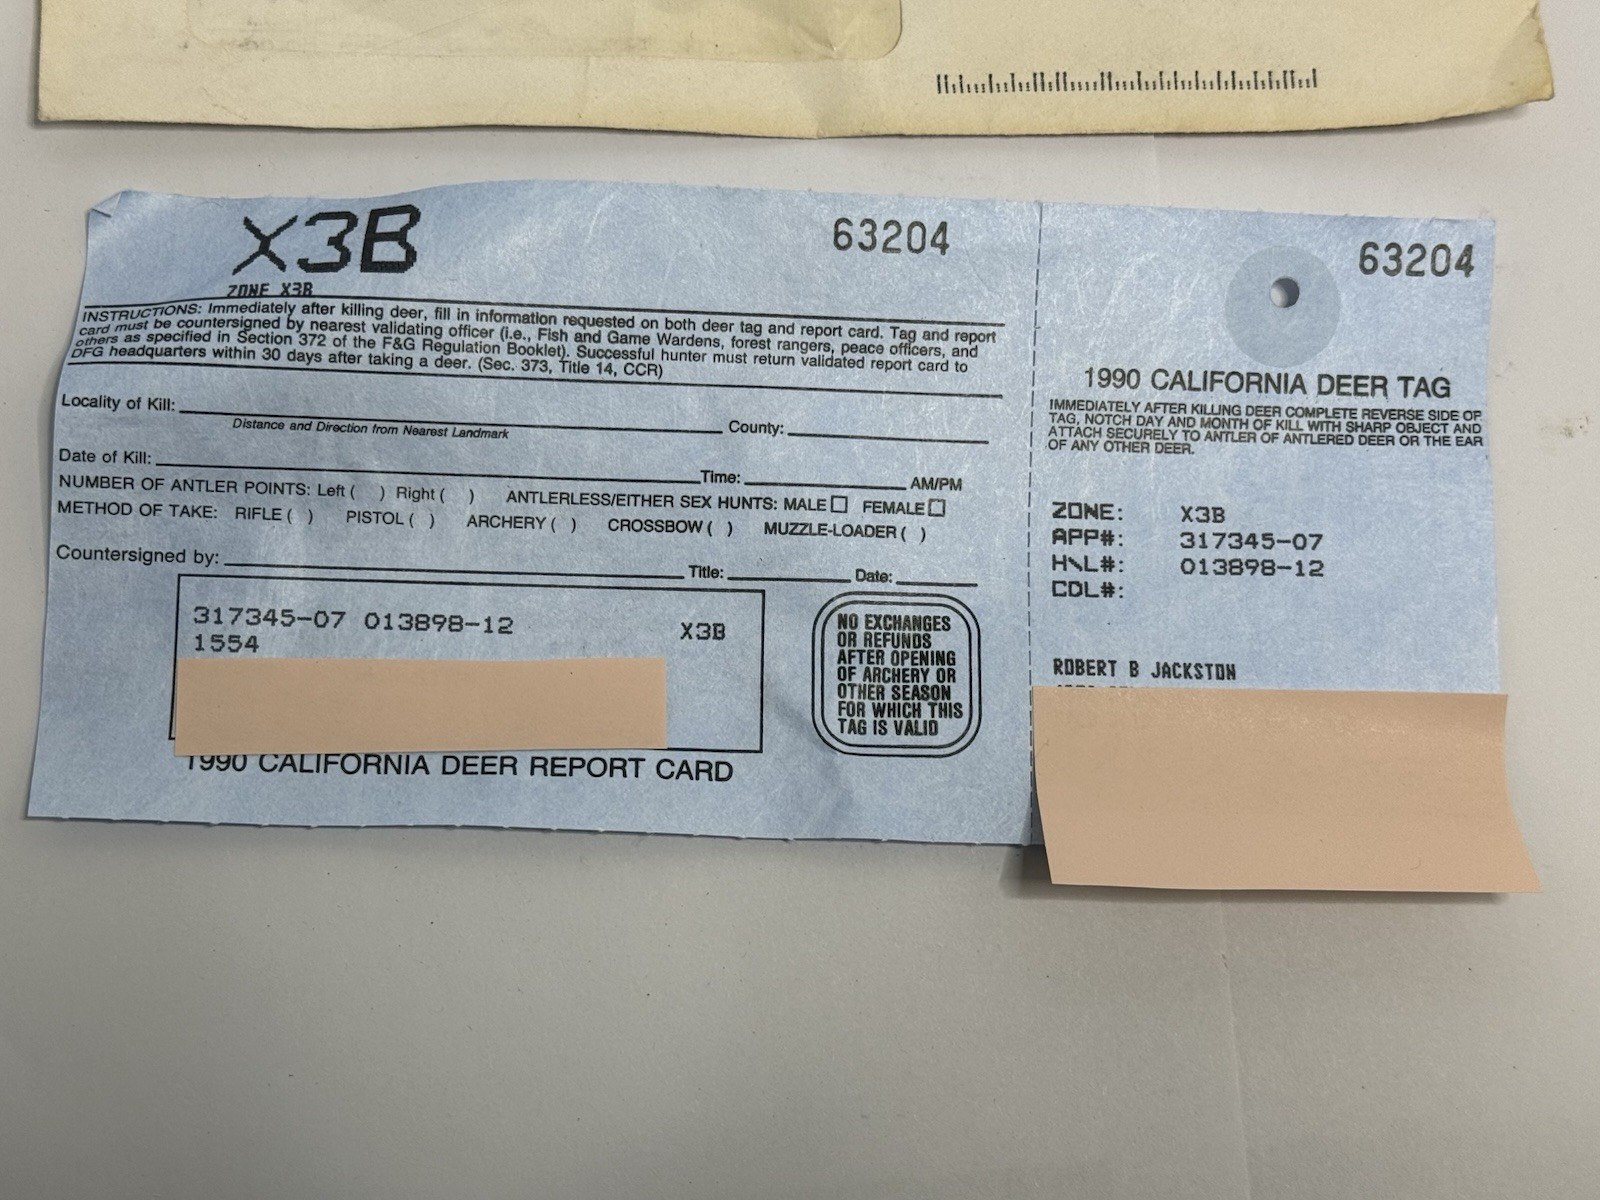 X3B
63204
ZONE X3B
INSTRUCTIONS: Immediately after killing deer, fill in information requested on both deer tag and report card. Tag and report
card must be countersigned by nearest validating officer (i.e., Fish and Game Wardens, forest rangers, peace officers, and
others as specified in Section 372 of the F&G Regulation Booklet). Successful hunter must return validated report card to
DFG headquarters within 30 days after taking a deer. (Sec. 373, Title 14, CCR)
Locality of Kill: County:
Distance and Direction from Nearest Landmark
Date of Kill: Time: AM/PM
NUMBER OF ANTLER POINTS: Left ( ) Right ( ) ANTLERLESS/EITHER SEX HUNTS: MALE □ FEMALE □
METHOD OF TAKE: RIFLE ( ) PISTOL ( ) ARCHERY ( ) CROSSBOW ( ) MUZZLE-LOADER ( )
Countersigned by: Title: Date:
317345-07 013898-12 X3B
1554
NO EXCHANGES
OR REFUNDS
AFTER OPENING
OF ARCHERY OR
OTHER SEASON
FOR WHICH THIS
TAG IS VALID
1990 CALIFORNIA DEER REPORT CARD
63204
1990 CALIFORNIA DEER TAG
IMMEDIATELY AFTER KILLING DEER COMPLETE REVERSE SIDE OF
TAG, NOTCH DAY AND MONTH OF KILL WITH SHARP OBJECT AND
ATTACH SECURELY TO ANTLER OF ANTLERED DEER OR THE EAR
OF ANY OTHER DEER.
ZONE: X3B
APP#: 317345-07
H\L#: 013898-12
CDL#:
ROBERT B JACKSTON